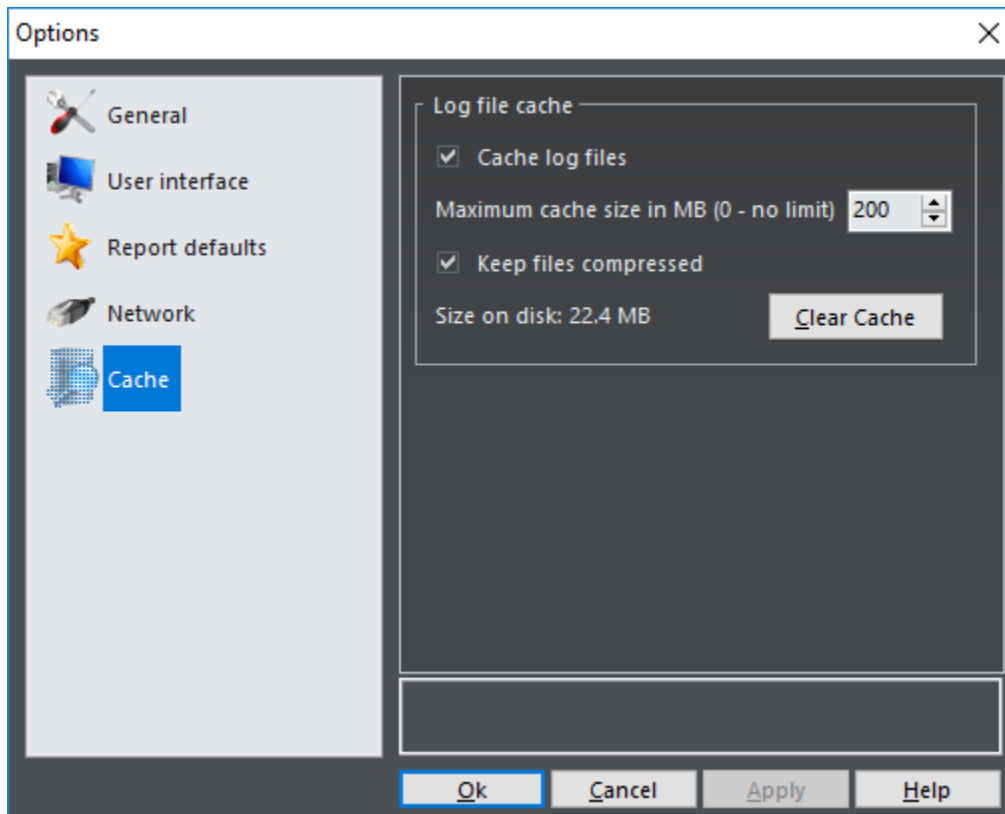 Options
General
User interface
Report defaults
Network
Cache
Log file cache
Cache log files
Maximum cache size in MB (0 - no limit) 200
Keep files compressed
Size on disk: 22.4 MB Clear Cache
Ok Cancel Apply Help